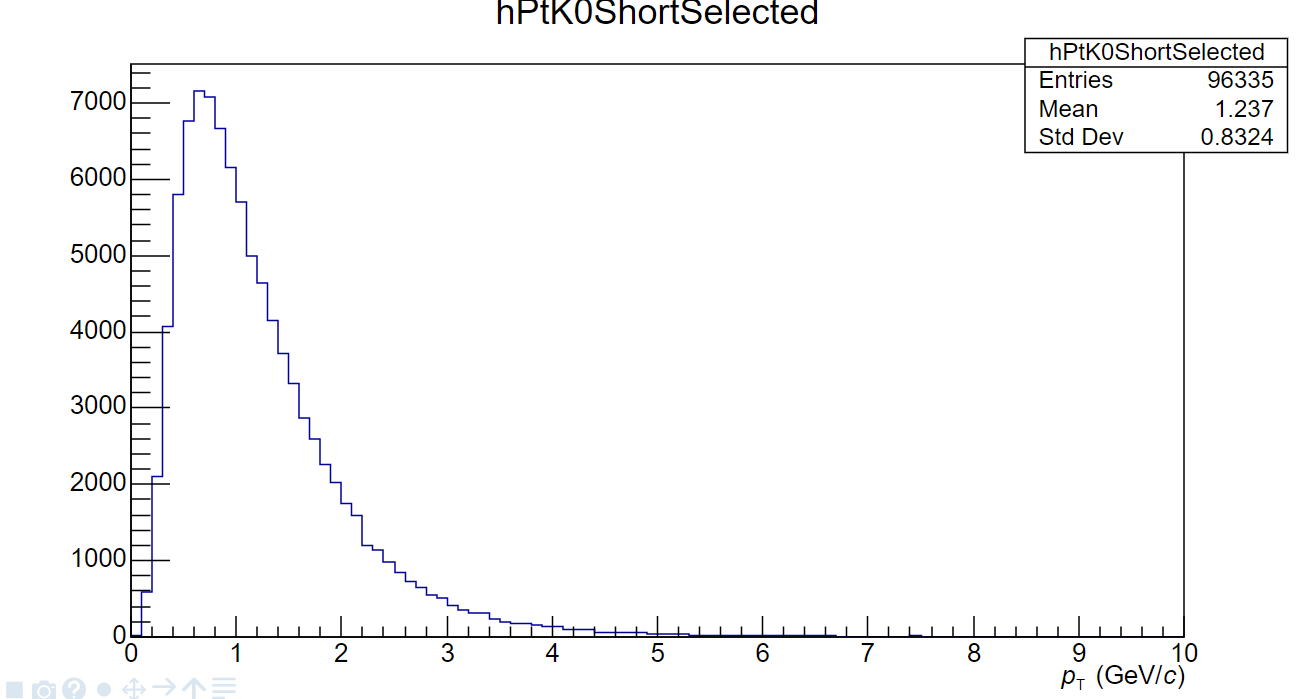 hPtK0ShortSelected
hPtK0ShortSelected
Entries 96335
Mean 1.237
Std Dev 0.8324
7000
6000
5000
4000
3000
2000
1000
0
0 1 2 3 4 5 6 7 8 9 10
pT (GeV/c)
?